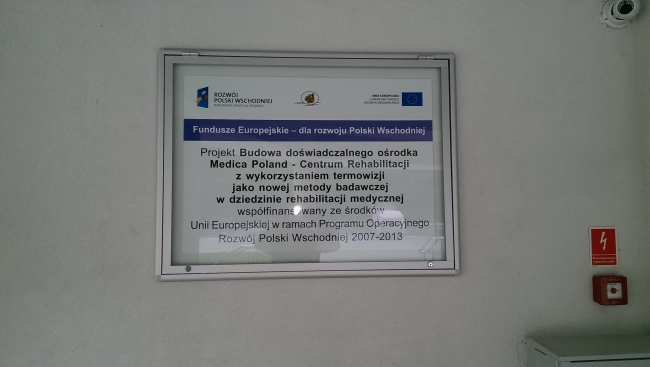 ROZWÓJ
POLSKI WSCHODNIEJ
UNIA EUROPEJSKA
Fundusze Europejskie – dla rozwoju Polski Wschodniej
Projekt Budowa doświadczalnego ośrodka
Medica Poland - Centrum Rehabilitacji
z wykorzystaniem termowizji
jako nowej metody badawczej
w dziedzinie rehabilitacji medycznej
współfinansowany ze środków
Unii Europejskiej w ramach Programu Operacyjnego
Rozwój Polski Wschodniej 2007-2013